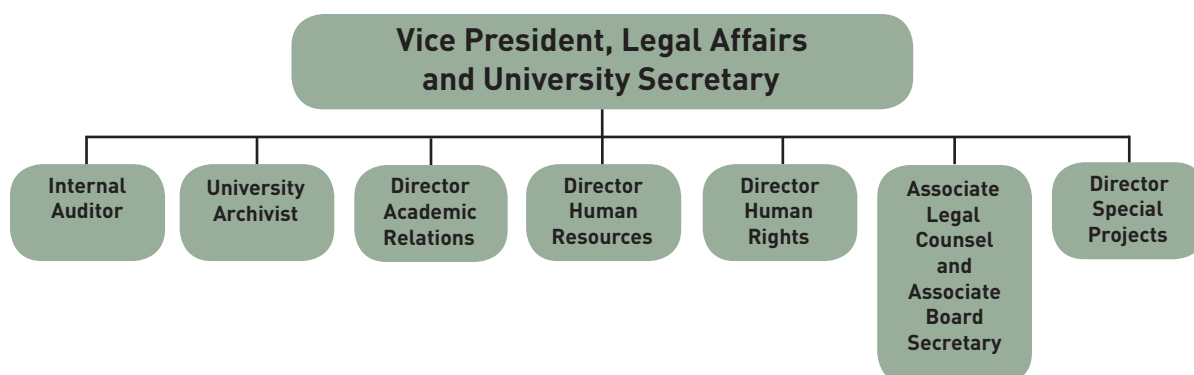 Vice President, Legal Affairs
and University Secretary
Internal
Auditor
University
Archivist
Director
Academic
Relations
Director
Human
Resources
Director
Human
Rights
Associate
Legal
Counsel
and
Associate
Board
Secretary
Director
Special
Projects